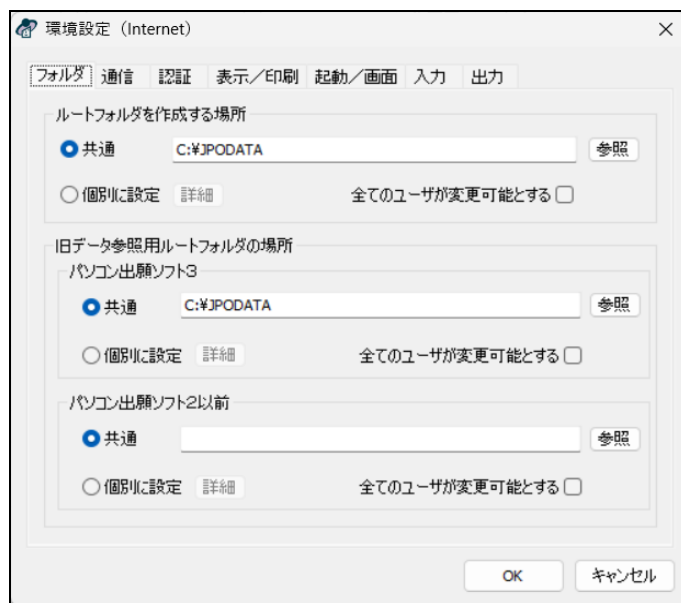 環境設定（Internet）
フォルダ 通信 認証 表示／印刷 起動／画面 入力 出力
ルートフォルダを作成する場所
共通 C:¥JPODATA 参照
個別に設定 詳細 全てのユーザが変更可能とする
旧データ参照用ルートフォルダの場所
パソコン出願ソフト3
共通 C:¥JPODATA 参照
個別に設定 詳細 全てのユーザが変更可能とする
パソコン出願ソフト2以前
共通 参照
個別に設定 詳細 全てのユーザが変更可能とする
OK キャンセル